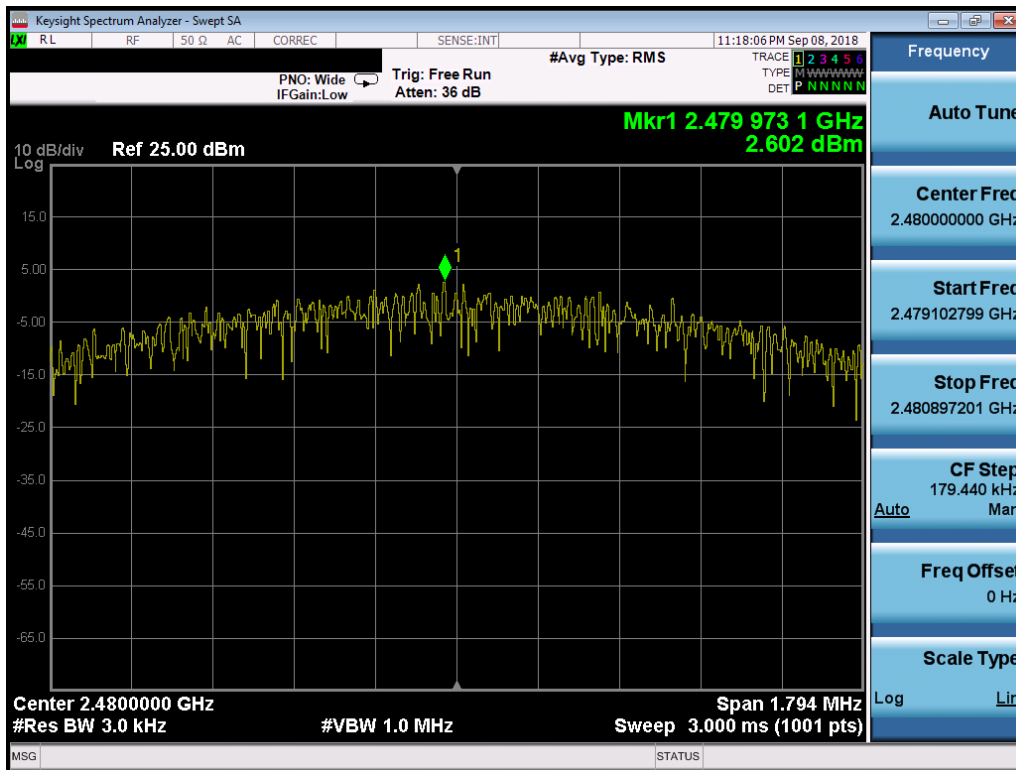 Keysight Spectrum Analyzer - Swept SA
LXI RL RF 50 Ω AC CORREC SENSE:INT 11:18:06 PM Sep 08, 2018
#Avg Type: RMS TRACE 1 2 3 4 5 6
PNO: Wide Trig: Free Run TYPE M WWWWW
IFGain:Low Atten: 36 dB DET P N N N N N
Mkr1 2.479 973 1 GHz
2.602 dBm
10 dB/div Ref 25.00 dBm
Log
15.0
1
5.00
-5.00
-15.0
-25.0
-35.0
-45.0
-55.0
-65.0
Center 2.4800000 GHz Span 1.794 MHz
#Res BW 3.0 kHz #VBW 1.0 MHz Sweep 3.000 ms (1001 pts)
MSG STATUS
Frequency
Auto Tune
Center Freq
2.480000000 GHz
Start Freq
2.479102799 GHz
Stop Freq
2.480897201 GHz
CF Step
179.440 kHz
Auto Man
Freq Offset
0 Hz
Scale Type
Log Lin